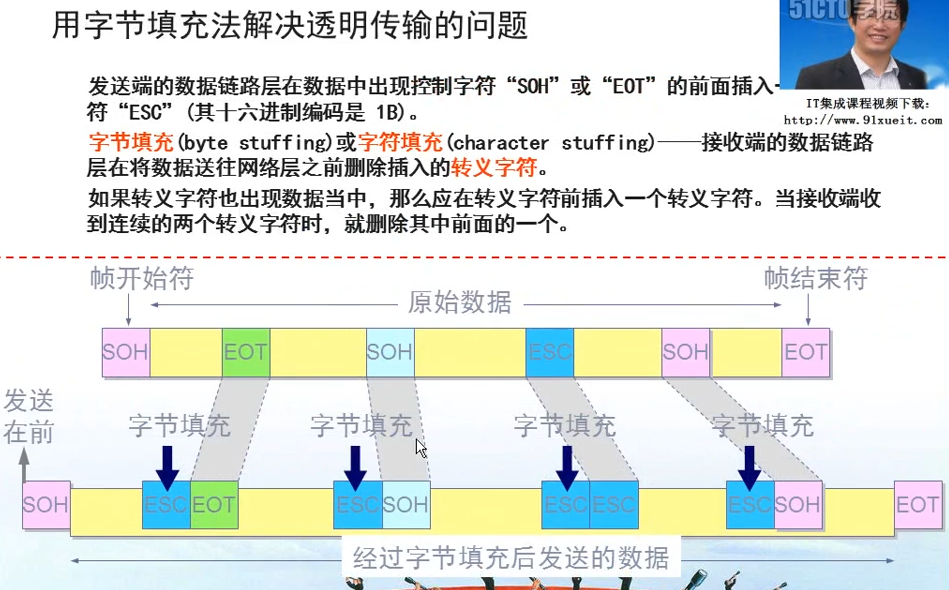 用字节填充法解决透明传输的问题
51CTO学院
发送端的数据链路层在数据中出现控制字符“SOH”或“EOT”的前面插入
符“ESC”(其十六进制编码是 1B)。
IT集成课程视频下载:
http://www.91xueit.com
字节填充(byte stuffing)或字符填充(character stuffing)——接收端的数据链路
层在将数据送往网络层之前删除插入的转义字符。
如果转义字符也出现数据当中，那么应在转义字符前插入一个转义字符。当接收端收
到连续的两个转义字符时，就删除其中前面的一个。
帧开始符 帧结束符
原始数据
SOH EOT SOH ESC SOH EOT
发送
在前
字节填充 字节填充 字节填充 字节填充
SOH ESC EOT ESC SOH ESC ESC ESC SOH EOT
经过字节填充后发送的数据